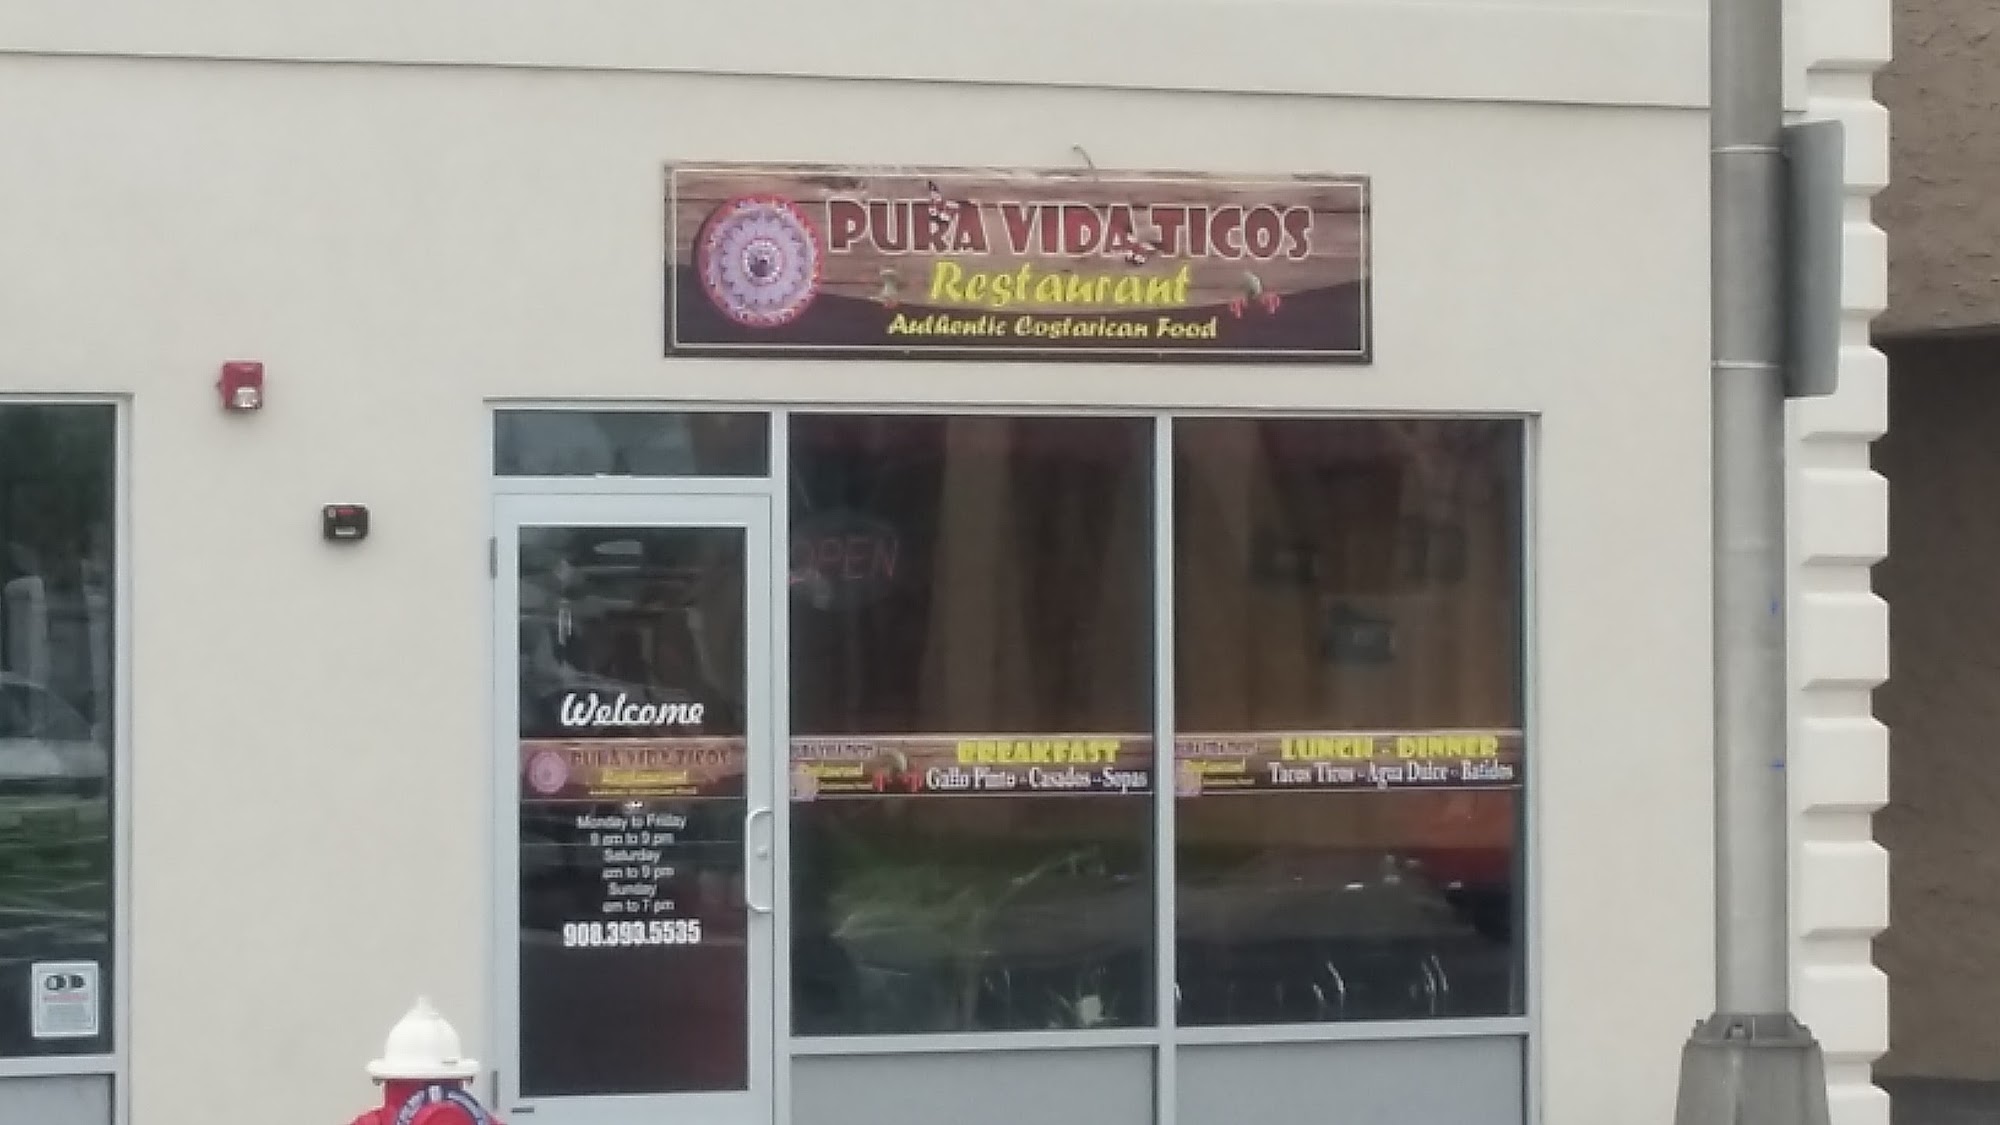 PURA VIDA TICOS
Restaurant
Authentic Costarican Food
OPEN
Welcome
PURA VIDA TICOS
Restaurant
Monday to Friday
am to 9 pm
Saturday
am to 9 pm
Sunday
am to 7 pm
908.393.5535
BREAKFAST
Gallo Pinto - Casados - Sopas
LUNCH - DINNER
Tacos Ticos - Agua Dulce - Batidos